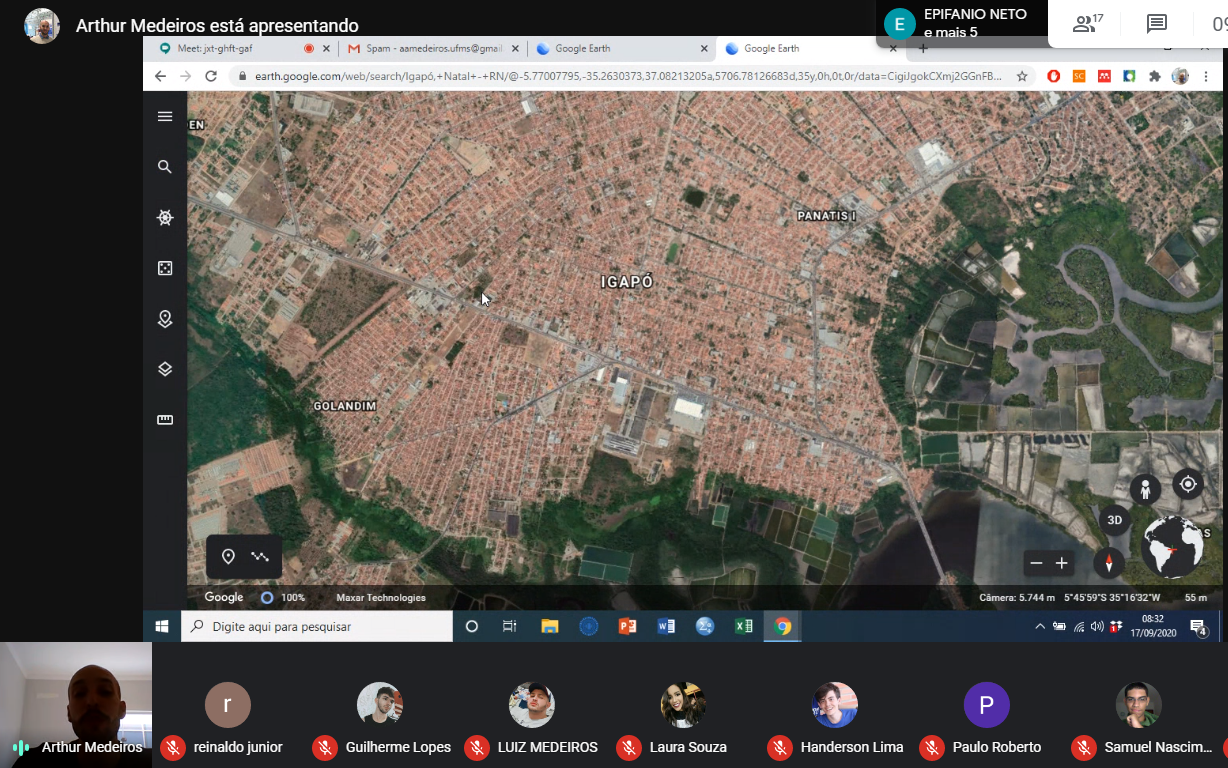 Arthur Medeiros está apresentando
E
EPIFANIO NETO
e mais 5
17
Meet: jxt-ghft-gaf
Spam - aamedeiros.ufms@gmai
Google Earth
Google Earth
earth.google.com/web/search/Igapó,+Natal+-+RN/@-5.77007795,-35.2630373,37.08213205a,5706.78126683d,35y,0h,0t,0r/data=CigiJgokCXmj2GGnFB...
SC
EN
PANATIS I
IGAPÓ
GOLANDIM
3D
S
Google
100%
Maxar Technologies
Câmera: 5.744 m
5°45'59"S 35°16'32"W
55 m
Digite aqui para pesquisar
08:32
17/09/2020
4
Arthur Medeiros
r
reinaldo junior
Guilherme Lopes
LUIZ MEDEIROS
Laura Souza
Handerson Lima
P
Paulo Roberto
Samuel Nascim...